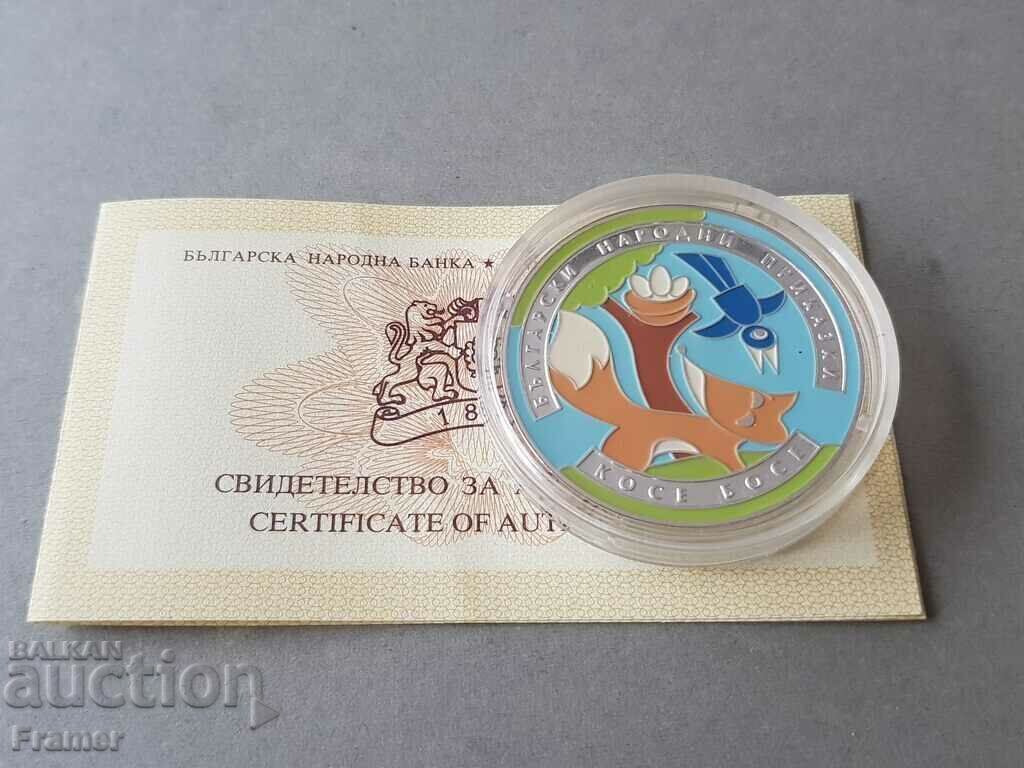 БЪЛГАРСКА НАРОДНА БАНКА ★
18
СВИДЕТЕЛСТВО ЗА
CERTIFICATE OF AUT
БЪЛГАРСКИ НАРОДНИ ПРИКАЗКИ
КОСЕ БОСЕ
BALKAN
auction
Framer